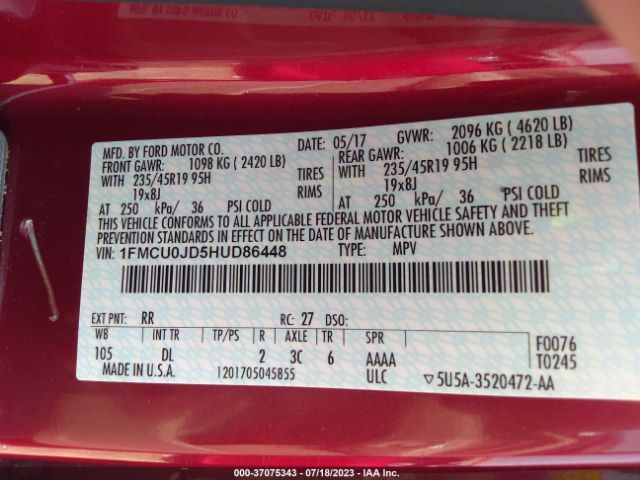 MFD. BY FORD MOTOR CO.
DATE: 05/17 GVWR: 2096 KG ( 4620 LB)
FRONT GAWR: 1098 KG ( 2420 LB) REAR GAWR: 1006 KG ( 2218 LB)
WITH 235/45R19 95H TIRES WITH 235/45R19 95H TIRES
19x8J RIMS 19x8J RIMS
AT 250 kPa/ 36 PSI COLD AT 250 kPa/ 36 PSI COLD
THIS VEHICLE CONFORMS TO ALL APPLICABLE FEDERAL MOTOR VEHICLE SAFETY AND THEFT
PREVENTION STANDARDS IN EFFECT ON THE DATE OF MANUFACTURE SHOWN ABOVE.
VIN: 1FMCU0JD5HUD86448 TYPE: MPV
EXT PNT: RR RC: 27 DSO:
WB INT TR TP/PS R AXLE TR SPR F0076
105 DL 2 3C 6 AAAA T0245
MADE IN U.S.A. 1201705045855 ULC ▽5U5A-3520472-AA
000-37075343 - 07/18/2023 - IAA Inc.